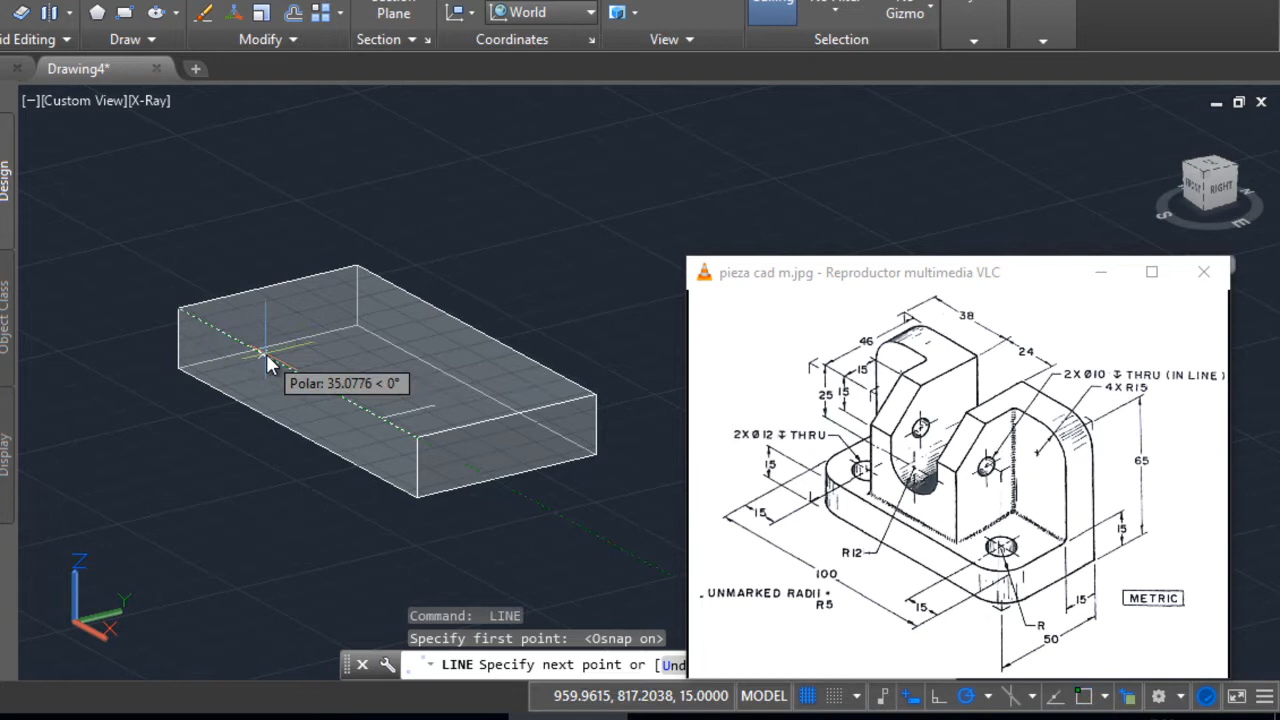 Section
Plane
World
No
Gizmo
id Editing
Draw
Modify
Section
Coordinates
View
Selection
Drawing4*
[−][Custom View][X-Ray]
Design
Object Class
Display
RIGHT
S
E
pieza cad m.jpg - Reproductor multimedia VLC
Polar: 35.0776 < 0°
38
46
24
15
2X Ø10 ↧ THRU (IN LINE)
4X R15
25
15
2X Ø12 ↧ THRU
65
15
15
15
R12
100
. UNMARKED RADII •
R5
15
15
METRIC
R
50
Z
Y
X
Command: LINE
Specify first point: <Osnap on>
LINE Specify next point or [Und
959.9615, 817.2038, 15.0000
MODEL